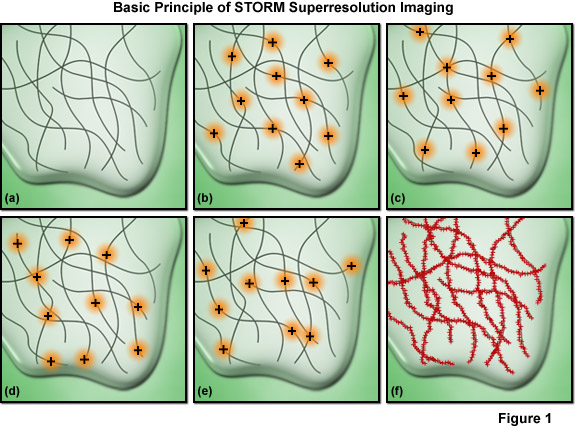 Basic Principle of STORM Superresolution Imaging
(a)
(b)
(c)
(d)
(e)
(f)
Figure 1